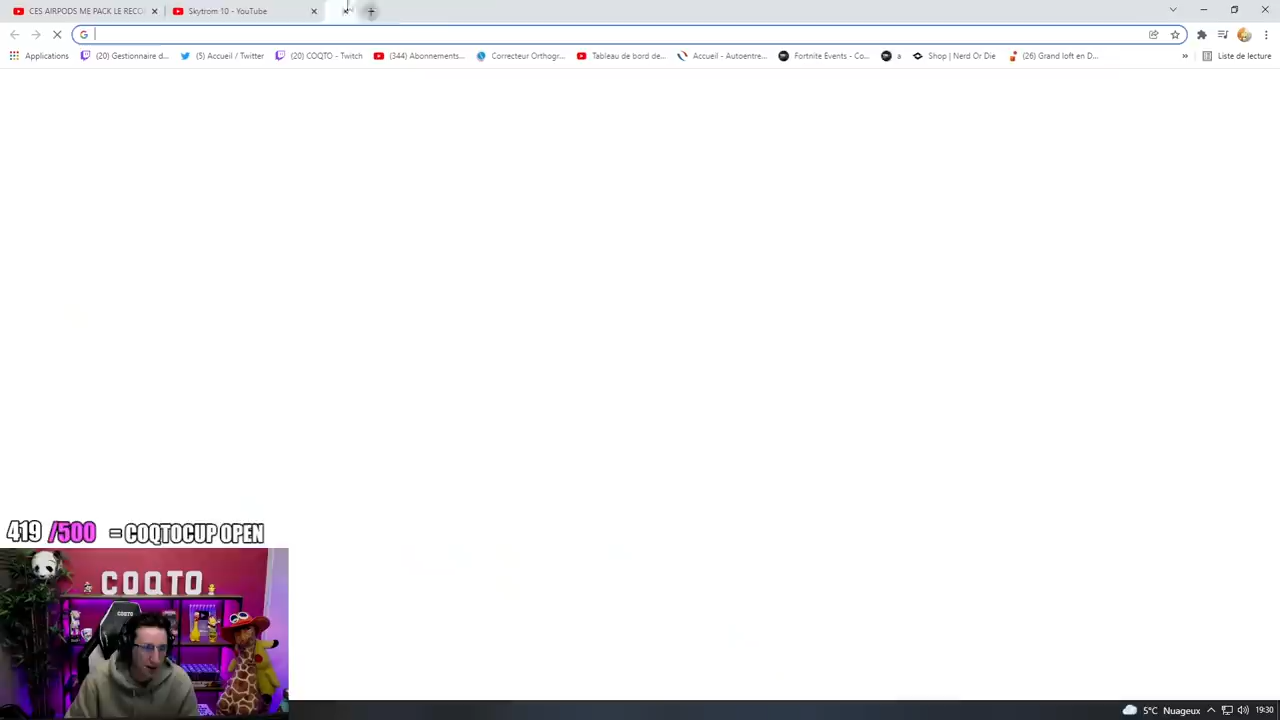 CES AIRPODS ME PACK LE RECO
Skytrom 10 - YouTube
Applications
(20) Gestionnaire d...
(5) Accueil / Twitter
(20) COQTO - Twitch
(344) Abonnements...
Correcteur Orthogr...
Tableau de bord de...
Accueil - Autoentre...
Fortnite Events - Co...
a
Shop | Nerd Or Die
(26) Grand loft en D...
»
Liste de lecture
419 /500 = COQTOCUP OPEN
COQTO
COQTO
5°C Nuageux
19:30